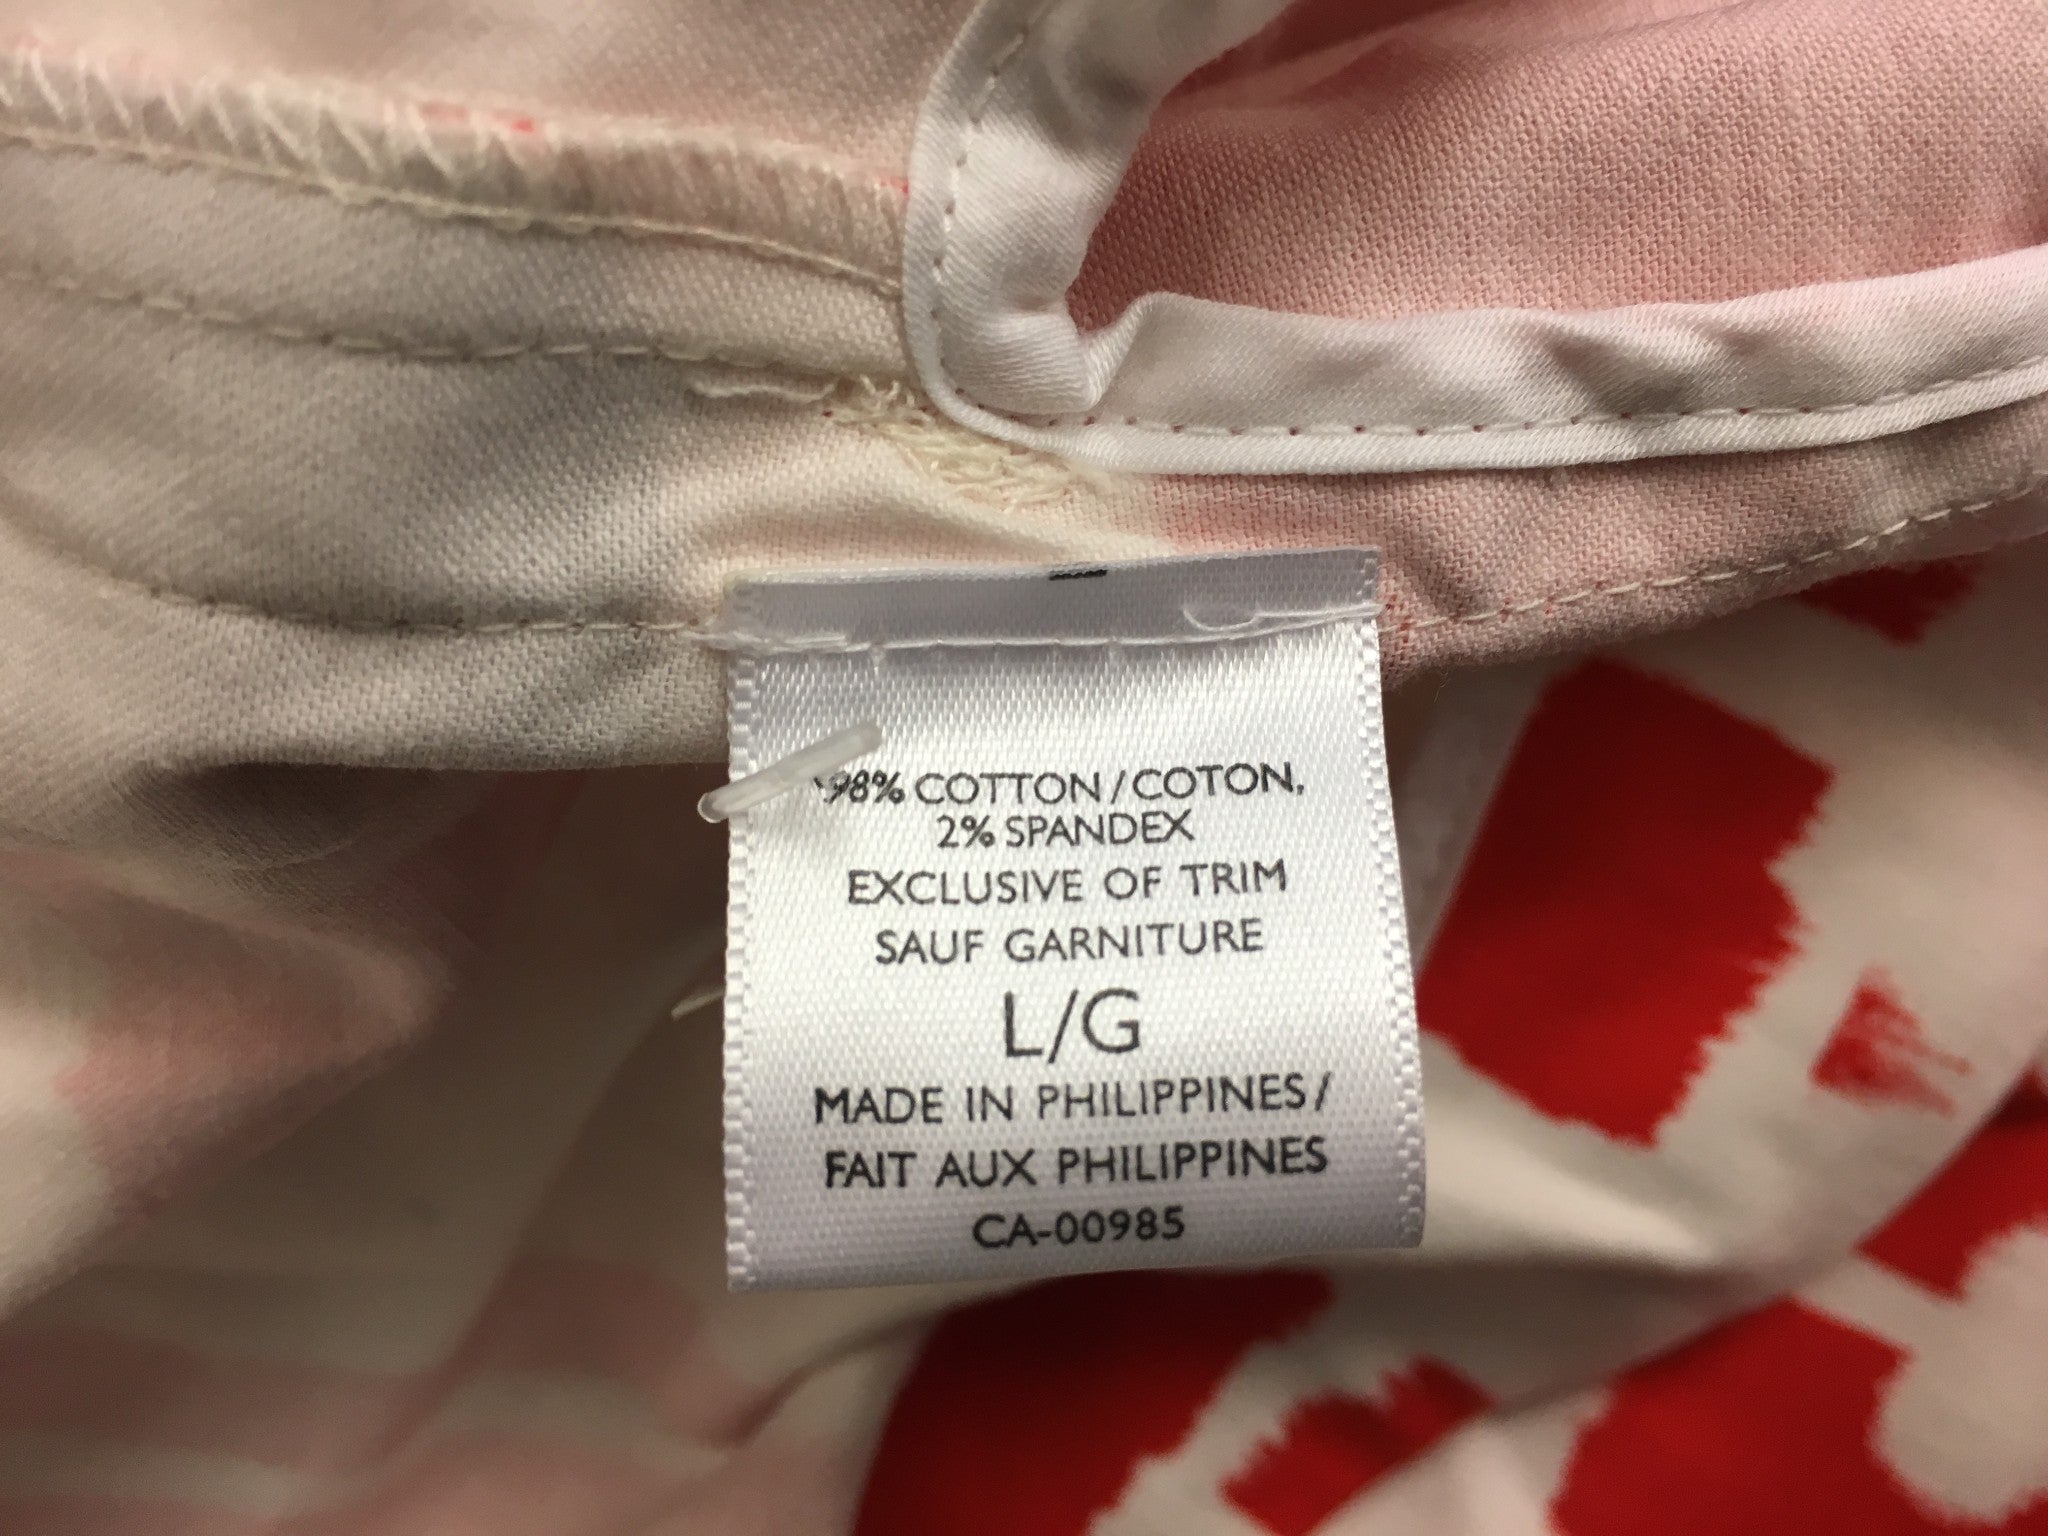 98% COTTON/COTON,
2% SPANDEX
EXCLUSIVE OF TRIM
SAUF GARNITURE
L/G
MADE IN PHILIPPINES/
FAIT AUX PHILIPPINES
CA-00985